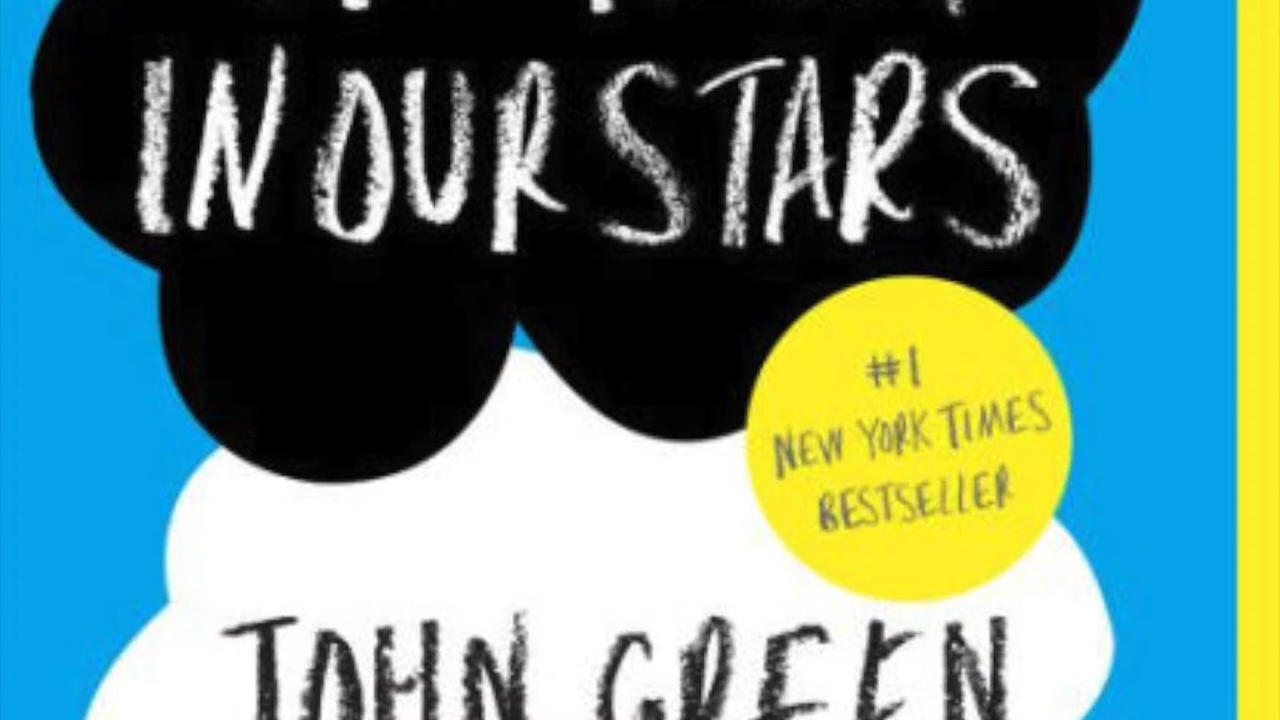 IN OUR STARS
#1
NEW YORK TIMES
BESTSELLER
JOHN GREEN